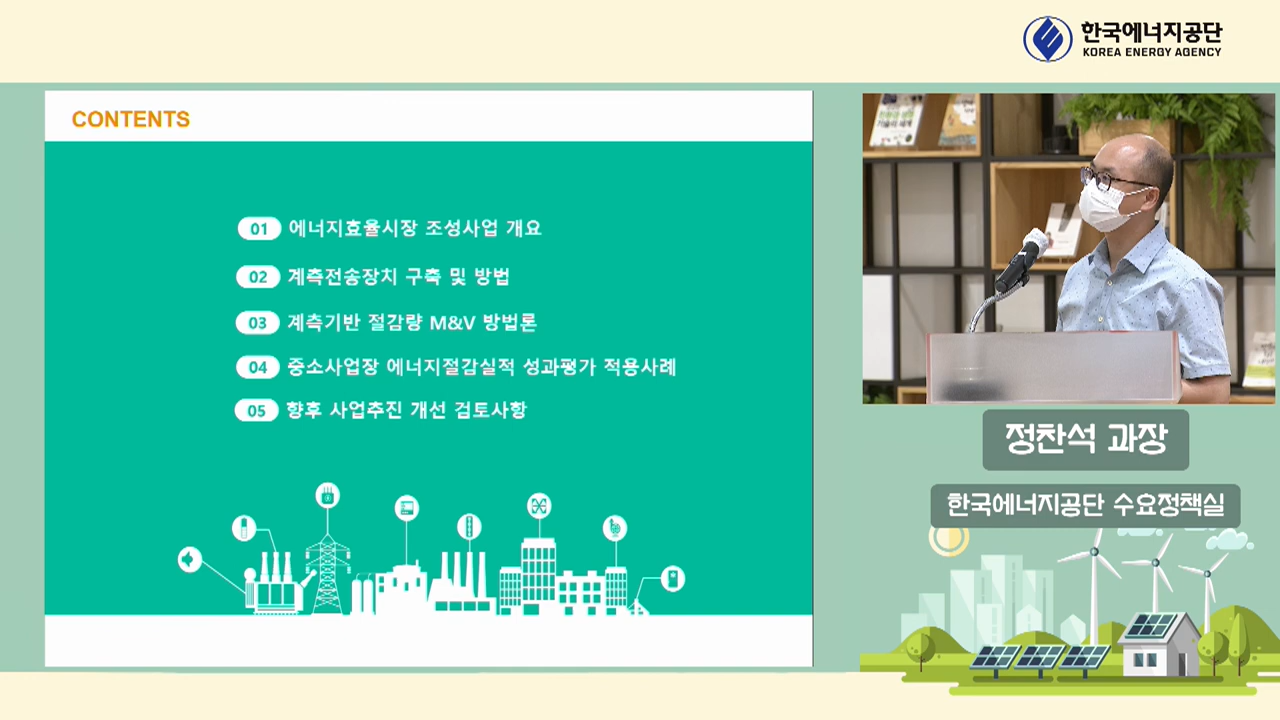 한국에너지공단
KOREA ENERGY AGENCY
CONTENTS
01 에너지효율시장 조성사업 개요
02 계측전송장치 구축 및 방법
03 계측기반 절감량 M&V 방법론
04 중소사업장 에너지절감실적 성과평가 적용사례
05 향후 사업추진 개선 검토사항
정찬석 과장
한국에너지공단 수요정책실